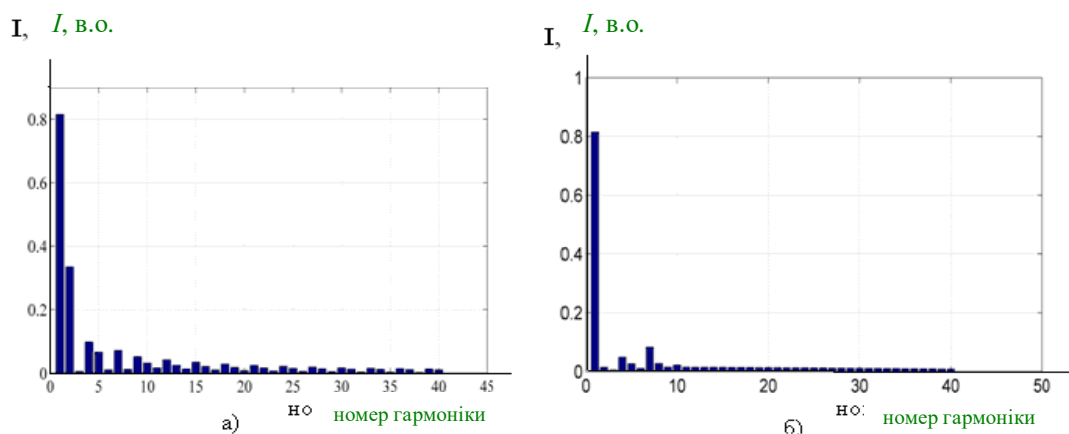 I, I, в.о.
0.8
0.6
0.4
0.2
0
0 5 10 15 20 25 30 35 40 45
но номер гармоніки
а)
I, I, в.о.
1
0.8
0.6
0.4
0.2
0
0 10 20 30 40 50
но: номер гармоніки
б)